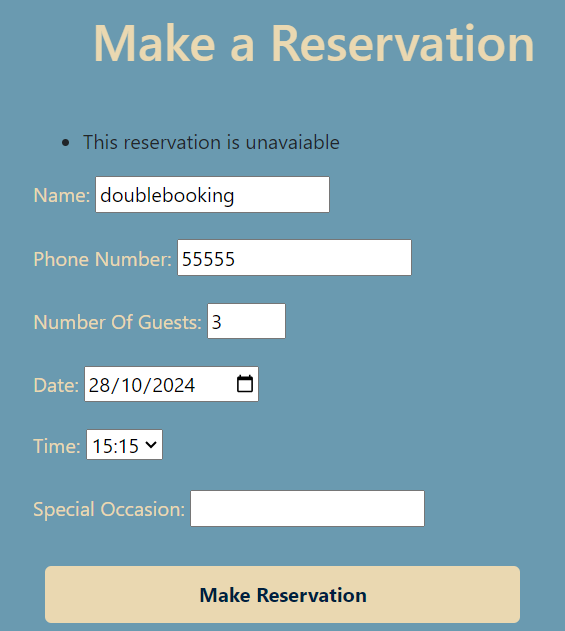 Make a Reservation
This reservation is unavaiable
Name: doublebooking
Phone Number: 55555
Number Of Guests: 3
Date: 28/10/2024
Time: 15:15
Special Occasion:
Make Reservation